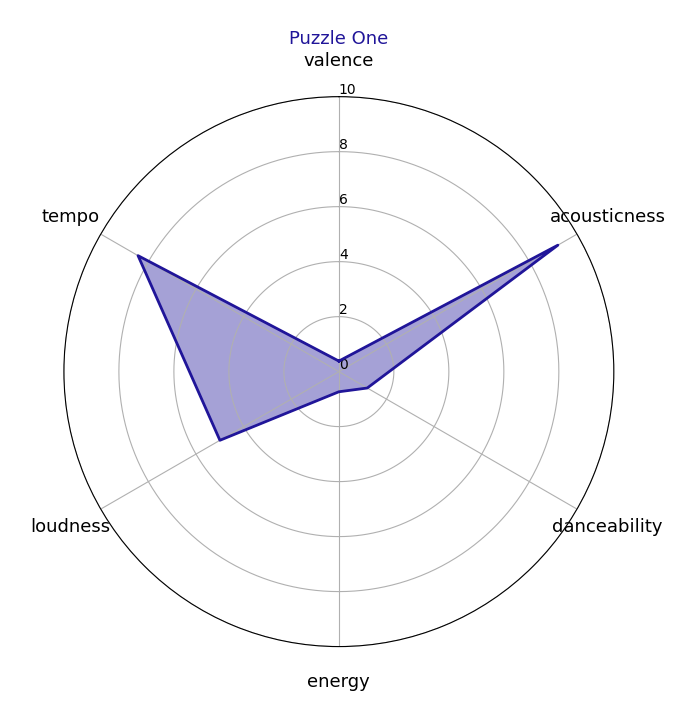 Puzzle One
valence
10
8
tempo
6
acousticness
4
2
0
loudness
danceability
energy